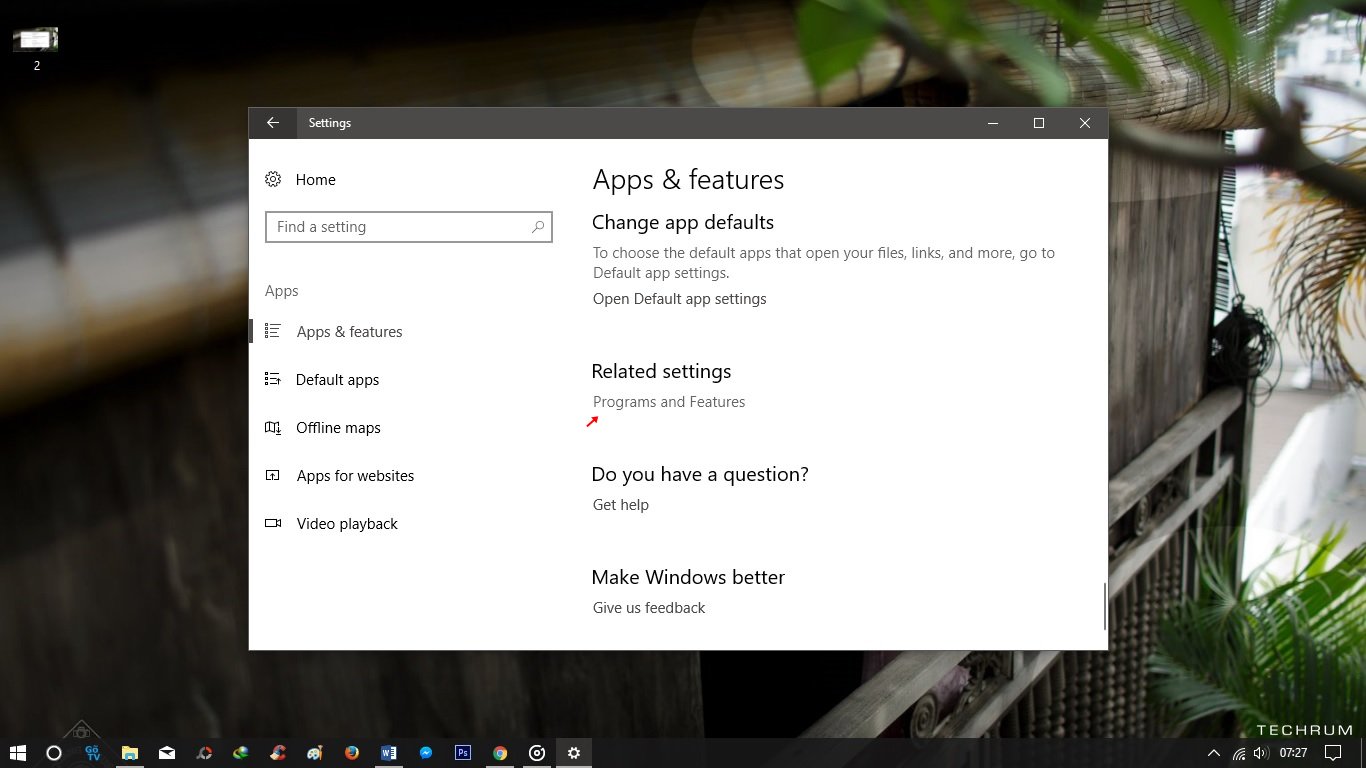 2
Settings
Home
Find a setting
Apps
Apps & features
Default apps
Offline maps
Apps for websites
Video playback
Apps & features
Change app defaults
To choose the default apps that open your files, links, and more, go to
Default app settings.
Open Default app settings
Related settings
Programs and Features
Do you have a question?
Get help
Make Windows better
Give us feedback
TECHRUM
Gõ
TV
W
Ps
07:27